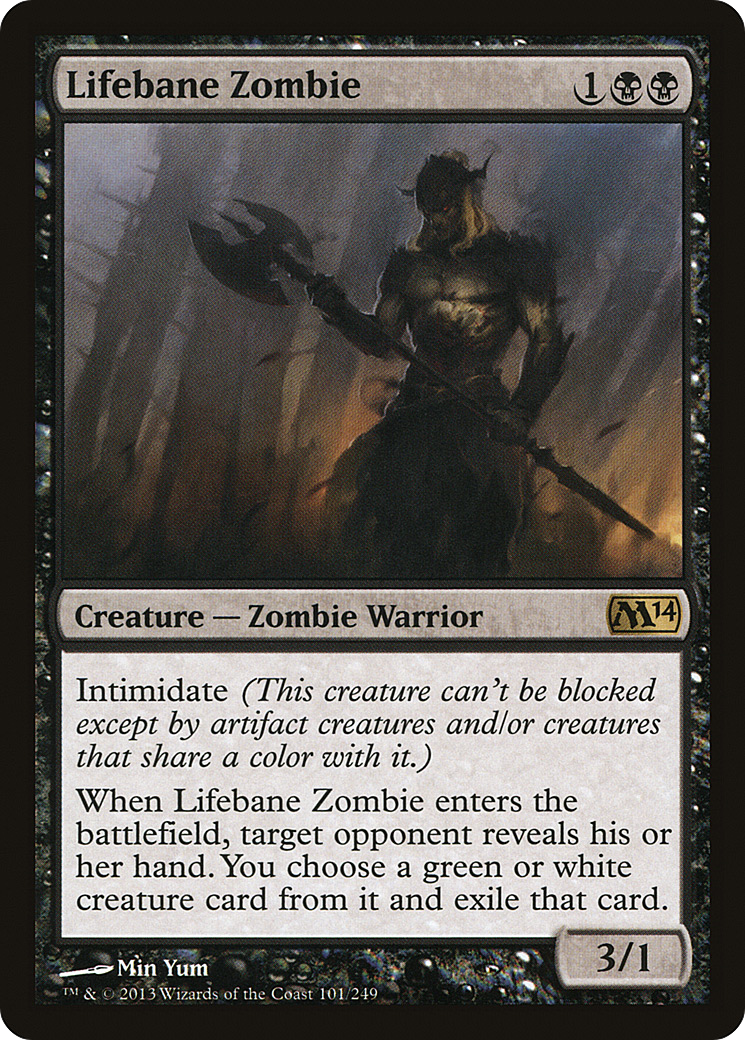 Lifebane Zombie 1
Creature — Zombie Warrior M14
Intimidate (This creature can't be blocked
except by artifact creatures and/or creatures
that share a color with it.)
When Lifebane Zombie enters the
battlefield, target opponent reveals his or
her hand. You choose a green or white
creature card from it and exile that card.
3/1
Min Yum
™ & © 2013 Wizards of the Coast 101/249